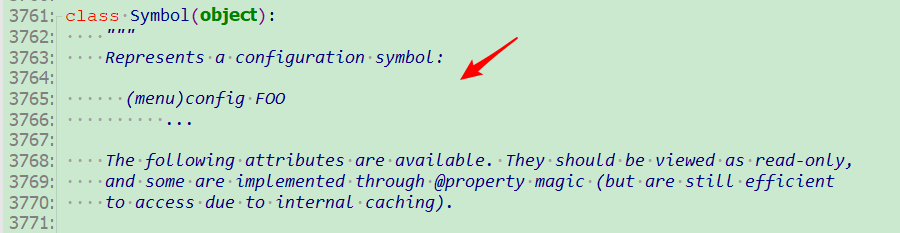 3761: class Symbol(object):
3762:     """
3763:     Represents a configuration symbol:
3764:
3765:       (menu)config FOO
3766:           ...
3767:
3768:     The following attributes are available. They should be viewed as read-only,
3769:     and some are implemented through @property magic (but are still efficient
3770:     to access due to internal caching).
3771: